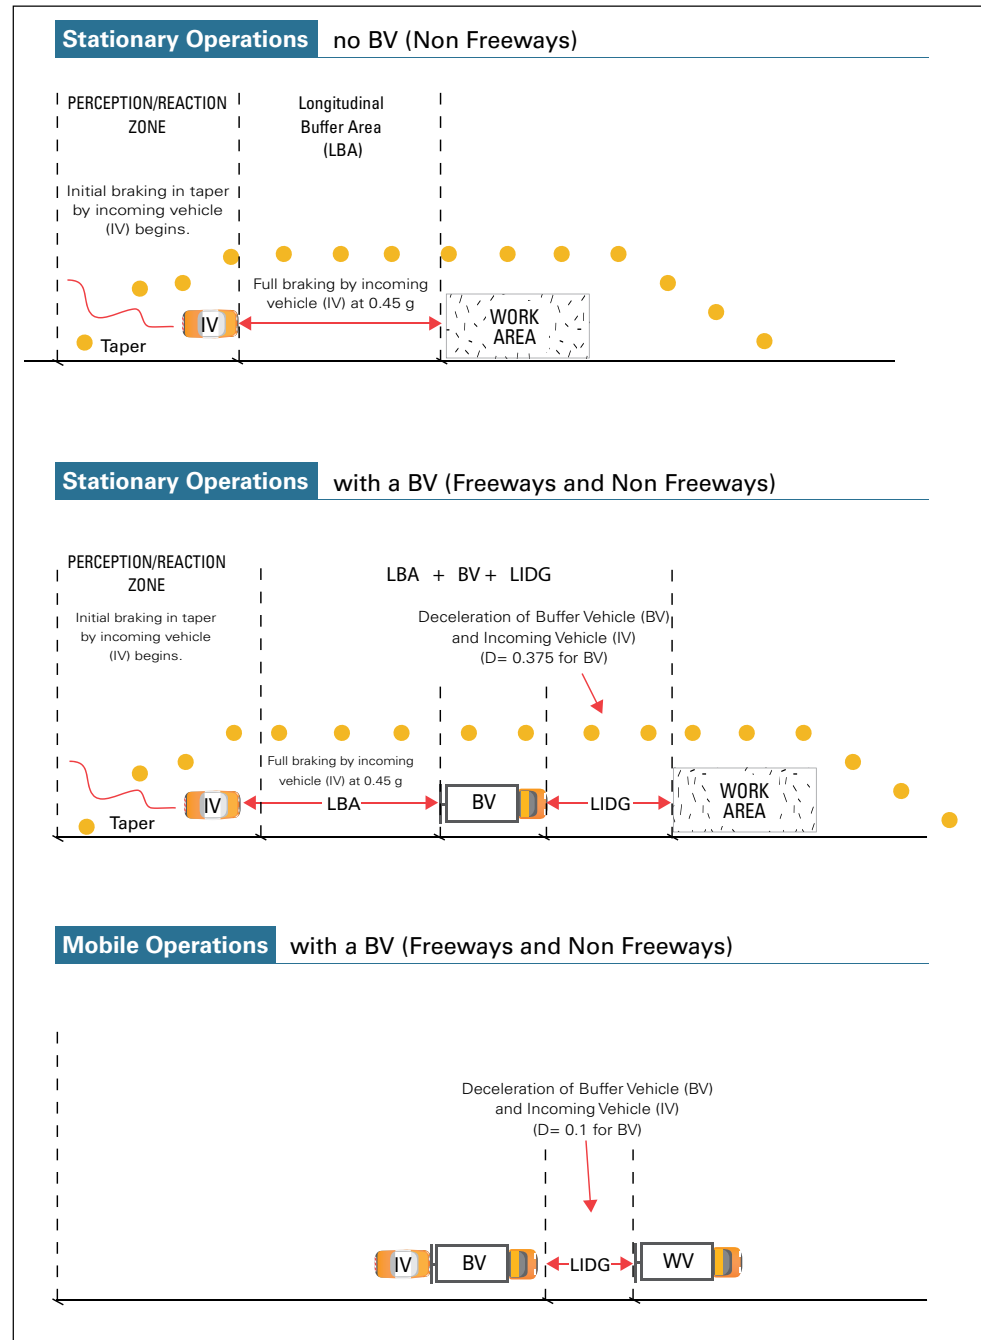 Stationary Operations no BV (Non Freeways)
PERCEPTION/REACTION
ZONE
Longitudinal
Buffer Area
(LBA)
Initial braking in taper
by incoming vehicle
(IV) begins.
Full braking by incoming
vehicle (IV) at 0.45 g
IV
WORK
AREA
Taper
Stationary Operations with a BV (Freeways and Non Freeways)
PERCEPTION/REACTION
ZONE
LBA + BV + LIDG
Initial braking in taper
by incoming vehicle
(IV) begins.
Deceleration of Buffer Vehicle (BV)
and Incoming Vehicle (IV)
(D= 0.375 for BV)
Full braking by incoming
vehicle (IV) at 0.45 g
IV
LBA
BV
LIDG
WORK
AREA
Taper
Mobile Operations with a BV (Freeways and Non Freeways)
Deceleration of Buffer Vehicle (BV)
and Incoming Vehicle (IV)
(D= 0.1 for BV)
IV
BV
LIDG
WV